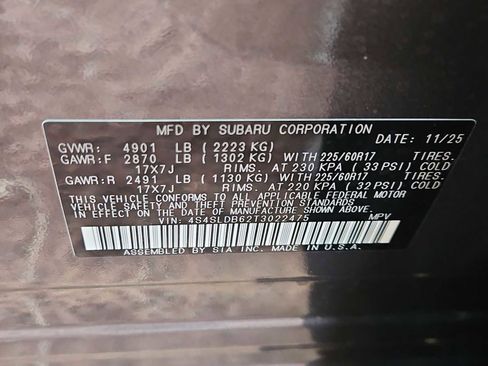 MFD BY SUBARU CORPORATION DATE: 11/25
GVWR: 4901 LB (2223 KG)
GAWR:F 2870 LB (1302 KG) WITH 225/60R17 TIRES.
17X7J RIMS. AT 230 KPA (33 PSI) COLD
GAWR:R 2491 LB (1130 KG) WITH 225/60R17 TIRES.
17X7J RIMS. AT 220 KPA (32 PSI) COLD
THIS VEHICLE CONFORMS TO ALL APPLICABLE FEDERAL MOTOR
VEHICLE SAFETY, BUMPER, AND THEFT PREVENTION STANDARDS
IN EFFECT ON THE DATE OF MANUFACTURE SHOWN ABOVE.
VIN: 4S4SLDB62T3022475 MPV
ASSEMBLED BY SIA INC. MADE IN U.S.A.